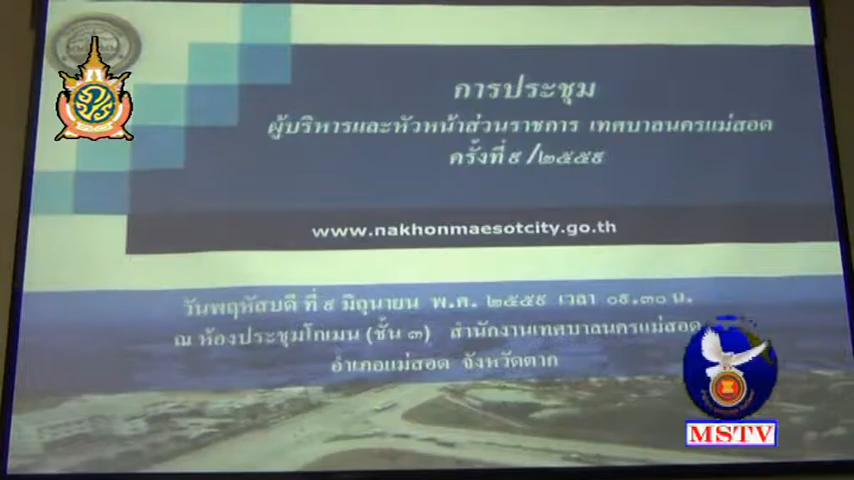 การประชุม
ผู้บริหารและหัวหน้าส่วนราชการ เทศบาลนครแม่สอด
ครั้งที่ ๙/๒๕๕๙
www.nakhonmaesotcity.go.th
วันพฤหัสบดี ที่ ๙ มิถุนายน พ.ศ. ๒๕๕๙ เวลา ๐๙.๓๐ น.
ณ ห้องประชุมโกเมน (ชั้น ๓) สำนักงานเทศบาลนครแม่สอด
อำเภอแม่สอด จังหวัดตาก
MSTV